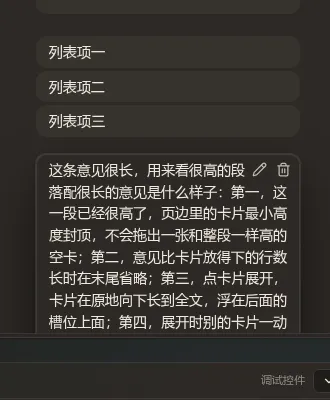 列表项一
列表项二
列表项三
这条意见很长，用来看很高的段
落配很长的意见是什么样子：第一，这
一段已经很高了，页边里的卡片最小高
度封顶，不会拖出一张和整段一样高的
空卡；第二，意见比卡片放得下的行数
长时在末尾省略；第三，点卡片展开，
卡片在原地向下长到全文，浮在后面的
槽位上面；第四，展开时别的卡片一动
调试控件